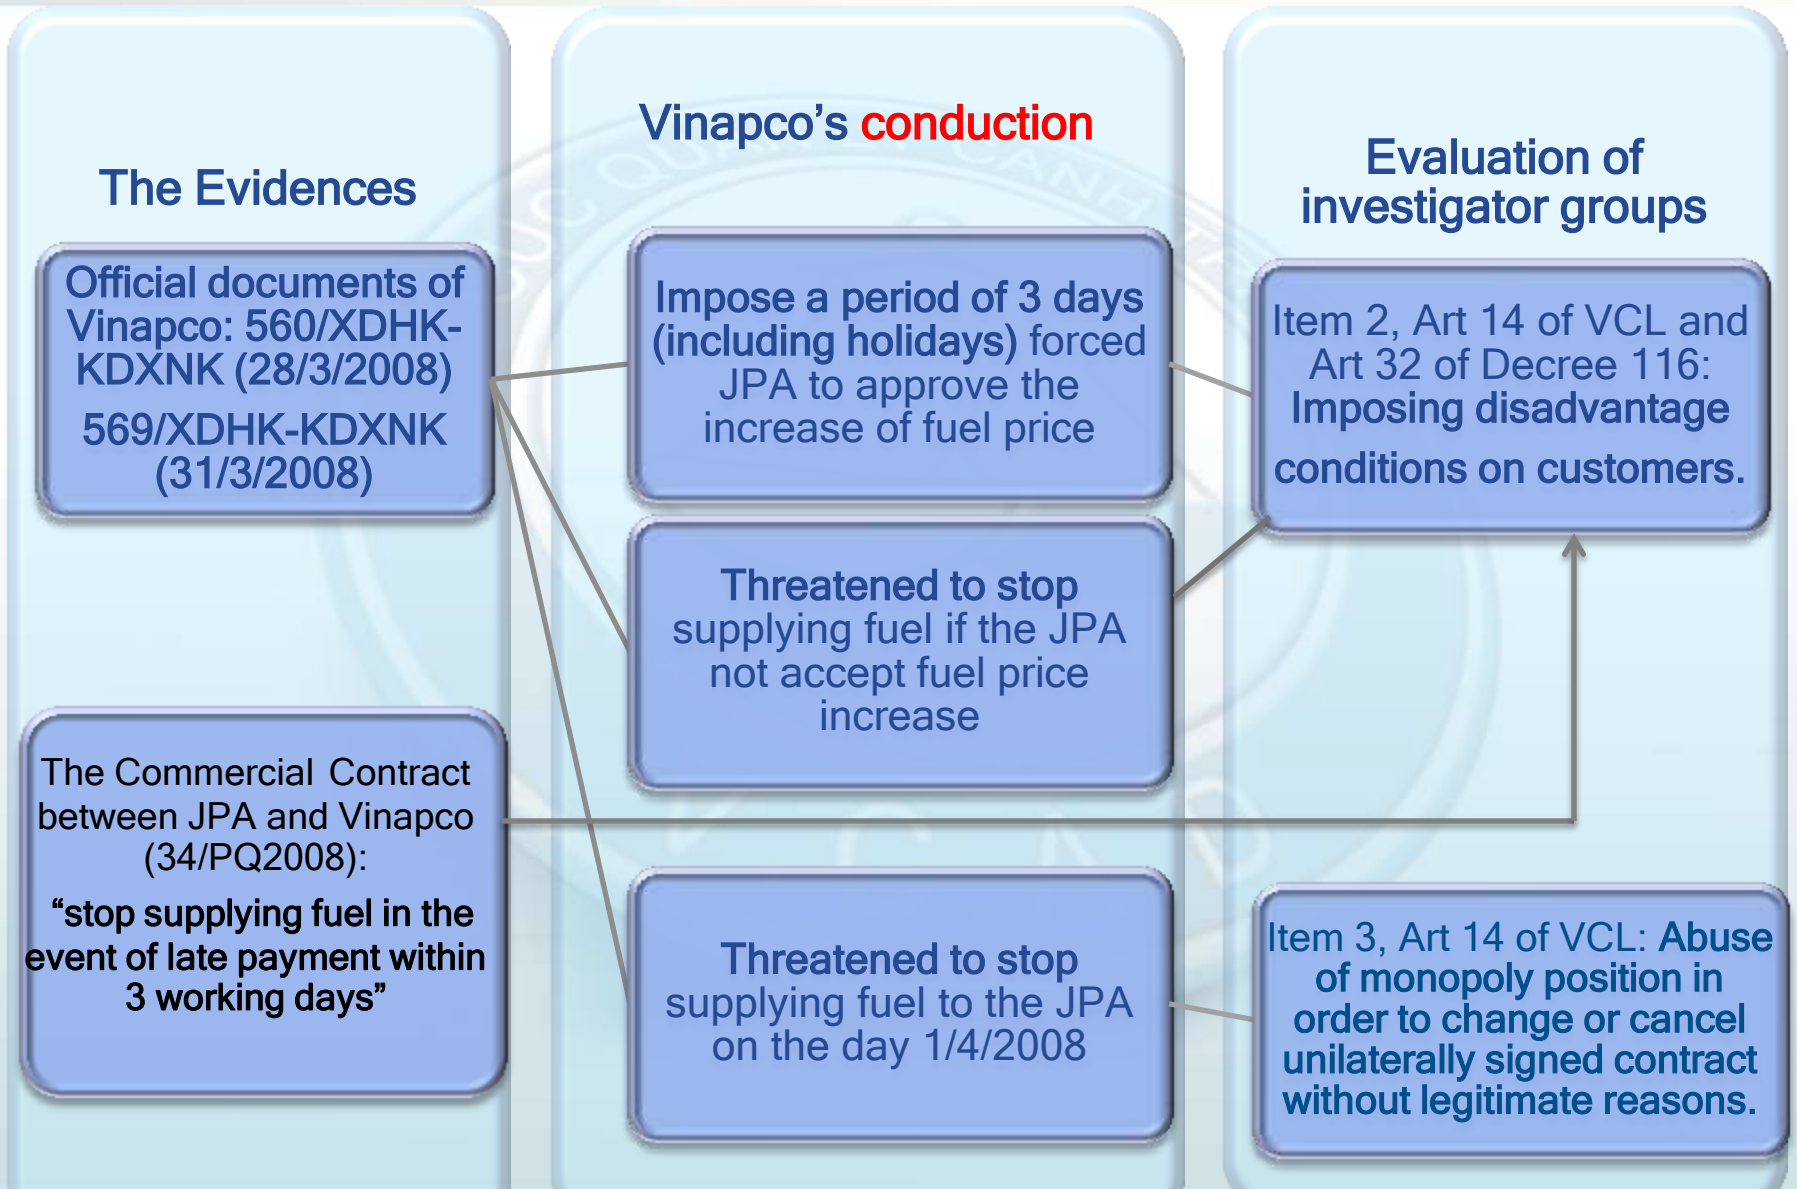 The Evidences
Official documents of
Vinapco: 560/XDHK-
KDXNK (28/3/2008)
569/XDHK-KDXNK
(31/3/2008)
The Commercial Contract
between JPA and Vinapco
(34/PQ2008):
“stop supplying fuel in the
event of late payment within
3 working days”
Vinapco’s conduction
Impose a period of 3 days
(including holidays) forced
JPA to approve the
increase of fuel price
Threatened to stop
supplying fuel if the JPA
not accept fuel price
increase
Threatened to stop
supplying fuel to the JPA
on the day 1/4/2008
Evaluation of
investigator groups
Item 2, Art 14 of VCL and
Art 32 of Decree 116:
Imposing disadvantage
conditions on customers.
Item 3, Art 14 of VCL: Abuse
of monopoly position in
order to change or cancel
unilaterally signed contract
without legitimate reasons.
V C A D